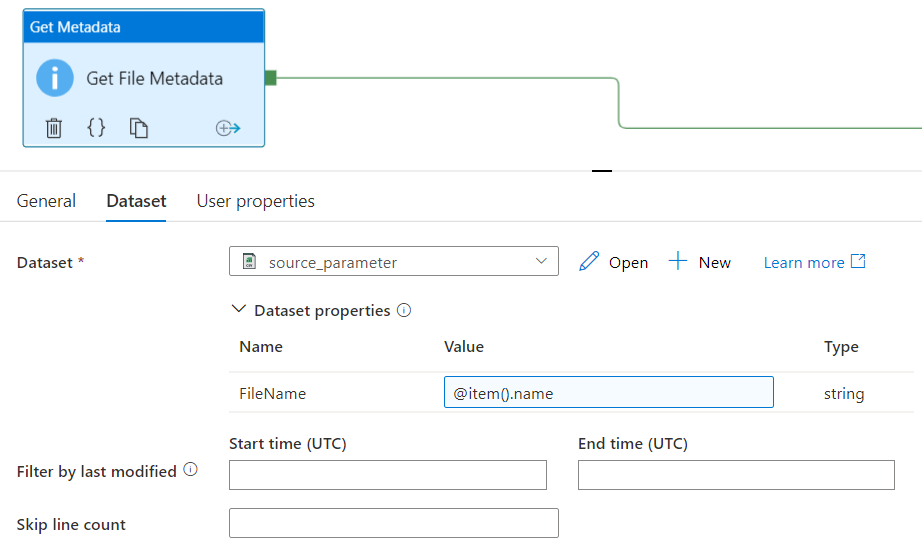 Get Metadata
Get File Metadata
General Dataset User properties
Dataset * source_parameter Open New Learn more
Dataset properties
Name Value Type
FileName @item().name string
Start time (UTC) End time (UTC)
Filter by last modified
Skip line count